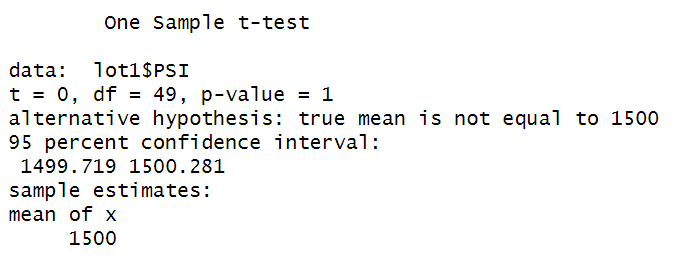 One Sample t-test
data:  lot1$PSI
t = 0, df = 49, p-value = 1
alternative hypothesis: true mean is not equal to 1500
95 percent confidence interval:
1499.719 1500.281
sample estimates:
mean of x
1500